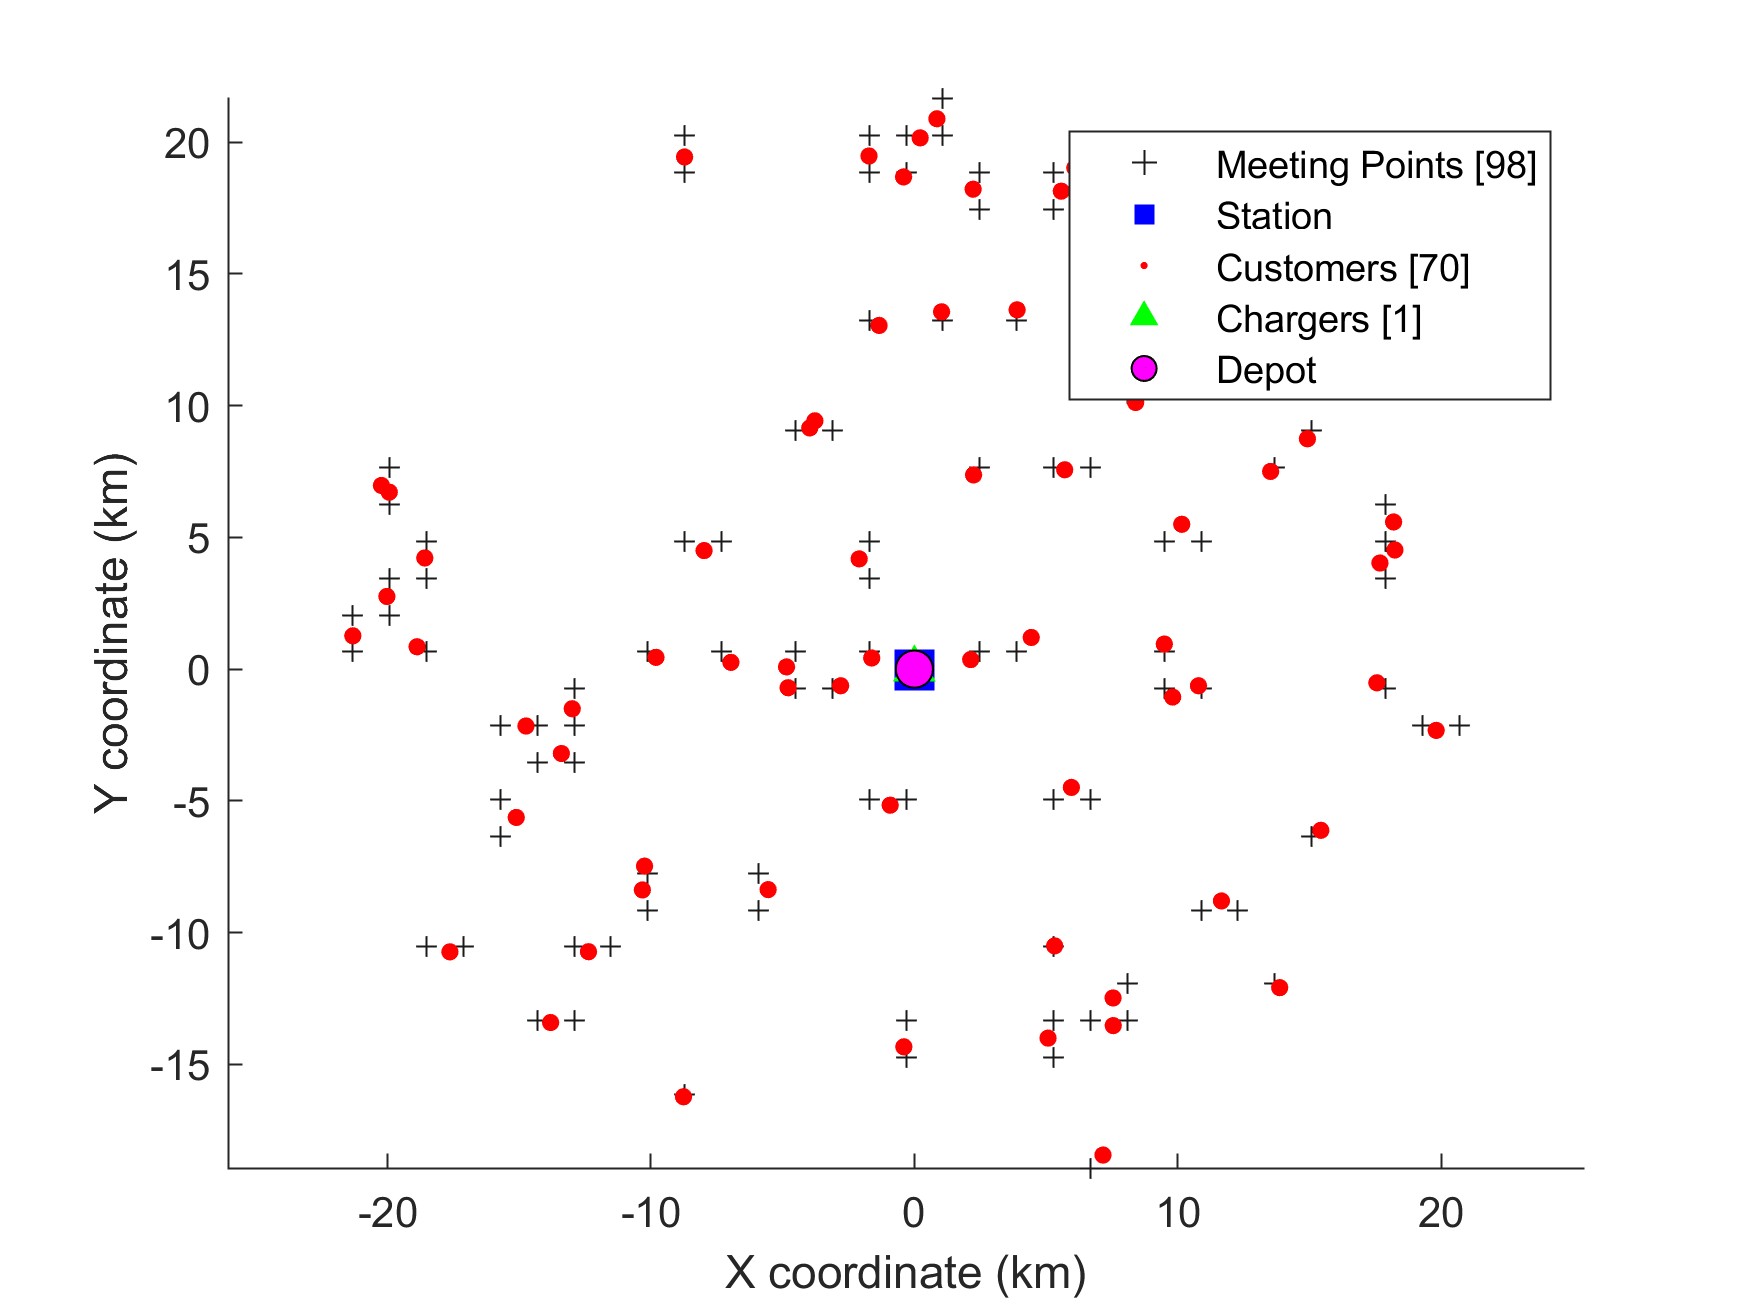 20
15
10
5
0
-5
-10
-15
Y coordinate (km)
Meeting Points [98]
Station
Customers [70]
Chargers [1]
Depot
-20 -10 0 10 20
X coordinate (km)